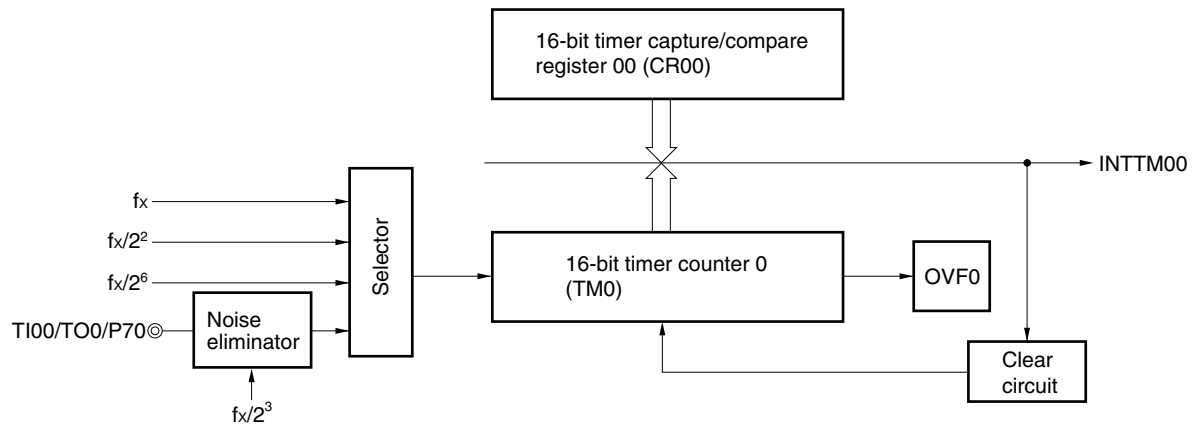 16-bit timer capture/compare
register 00 (CR00)
INTTM00
fx
fx/2²
fx/2⁶
TI00/TO0/P70
Noise
eliminator
fx/2³
Selector
16-bit timer counter 0
(TM0)
OVF0
Clear
circuit